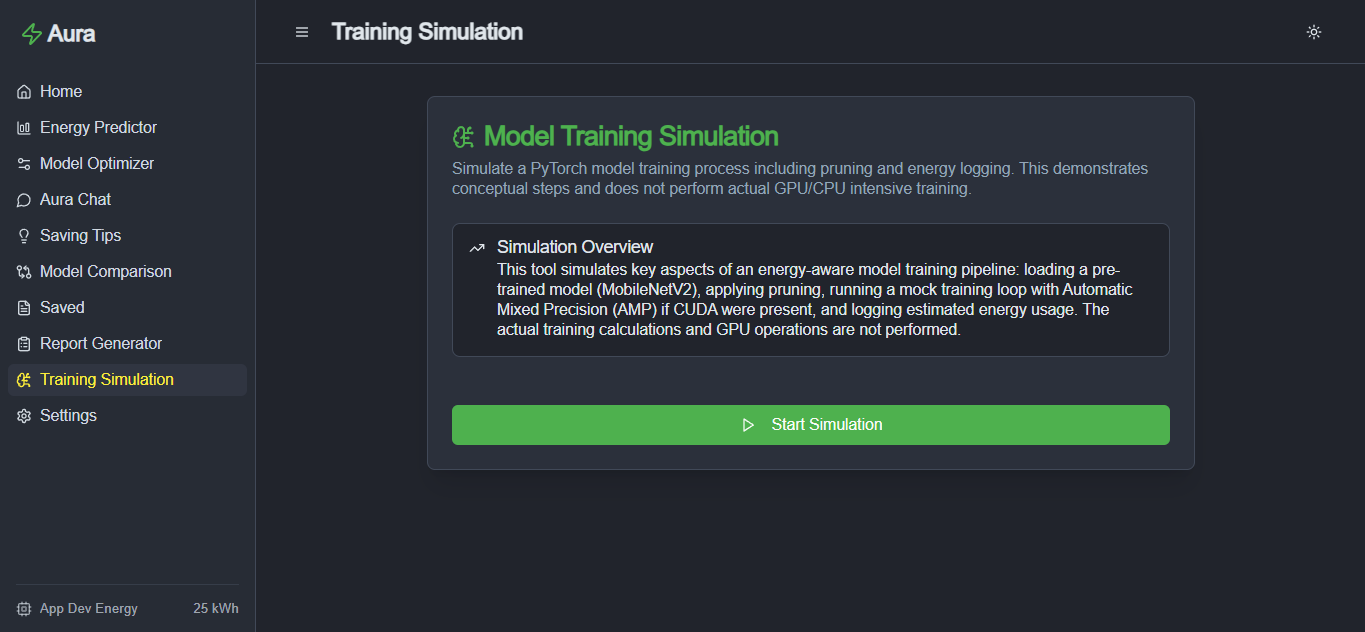 Aura
Home
Energy Predictor
Model Optimizer
Aura Chat
Saving Tips
Model Comparison
Saved
Report Generator
Training Simulation
Settings
App Dev Energy 25 kWh
Training Simulation
Model Training Simulation
Simulate a PyTorch model training process including pruning and energy logging. This demonstrates
conceptual steps and does not perform actual GPU/CPU intensive training.
Simulation Overview
This tool simulates key aspects of an energy-aware model training pipeline: loading a pre-
trained model (MobileNetV2), applying pruning, running a mock training loop with Automatic
Mixed Precision (AMP) if CUDA were present, and logging estimated energy usage. The
actual training calculations and GPU operations are not performed.
Start Simulation